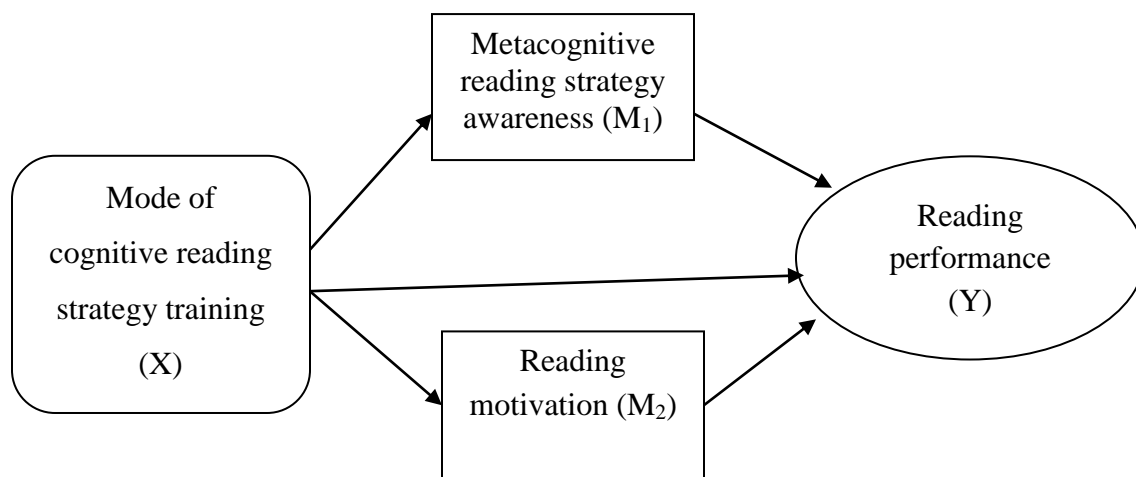 Metacognitive
reading strategy
awareness (M₁)
Mode of
cognitive reading
strategy training
(X)
Reading
performance
(Y)
Reading
motivation (M₂)